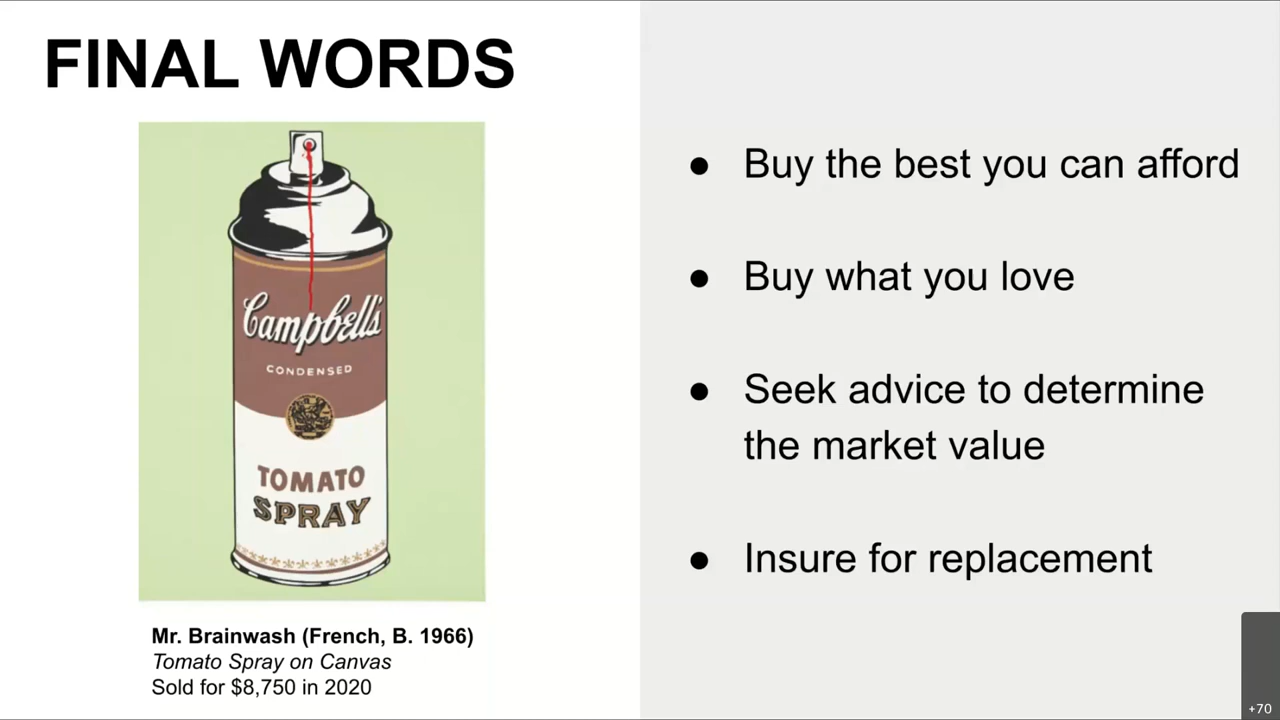 FINAL WORDS
Campbell's
CONDENSED
TOMATO
SPRAY
Mr. Brainwash (French, B. 1966)
Tomato Spray on Canvas
Sold for $8,750 in 2020
● Buy the best you can afford
● Buy what you love
● Seek advice to determine
the market value
● Insure for replacement
+70